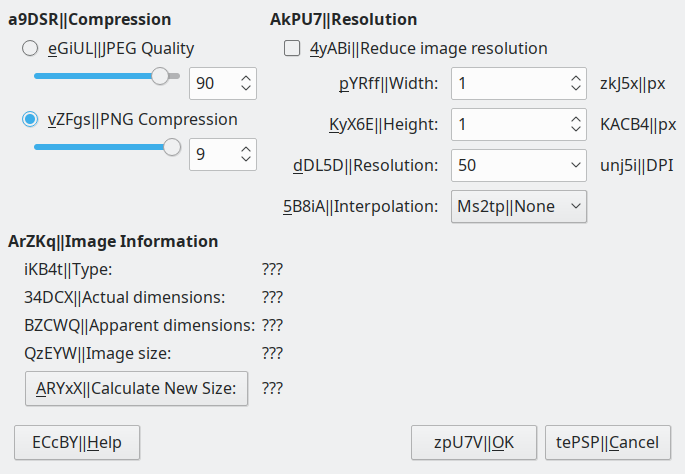 a9DSR||Compression
eGiUL||JPEG Quality
90
vZFgs||PNG Compression
9
AkPU7||Resolution
4yABi||Reduce image resolution
pYRff||Width: 1 zkJ5x||px
KyX6E||Height: 1 KACB4||px
dDL5D||Resolution: 50 unj5i||DPI
5B8iA||Interpolation: Ms2tp||None
ArZKq||Image Information
iKB4t||Type: ???
34DCX||Actual dimensions: ???
BZCWQ||Apparent dimensions: ???
QzEYW||Image size: ???
ARYxX||Calculate New Size: ???
ECcBY||Help zpU7V||OK tePSP||Cancel